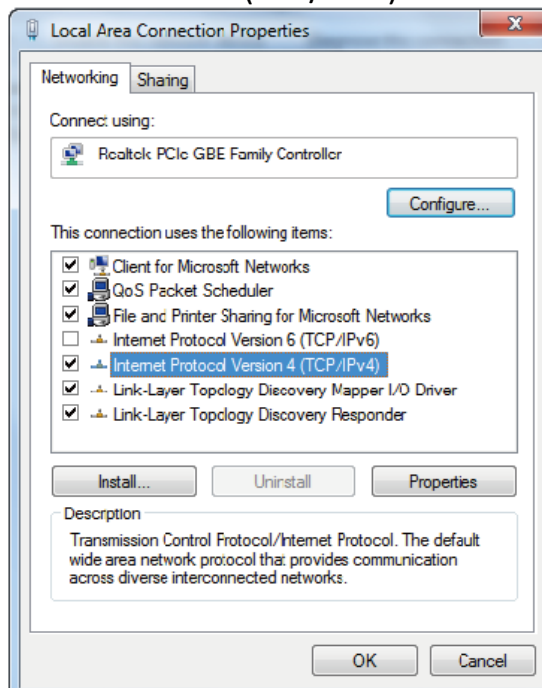 Local Area Connection Properties
Networking
Sharing
Connect using:
Realtek PCIe GBE Family Controller
Configure...
This connection uses the following items:
Client for Microsoft Networks
QoS Packet Scheduler
File and Printer Sharing for Microsoft Networks
Internet Protocol Version 6 (TCP/IPv6)
Internet Protocol Version 4 (TCP/IPv4)
Link-Layer Topology Discovery Mapper I/O Driver
Link-Layer Topology Discovery Responder
Install...
Uninstall
Properties
Description
Transmission Control Protocol/Internet Protocol. The default
wide area network protocol that provides communication
across diverse interconnected networks.
OK
Cancel